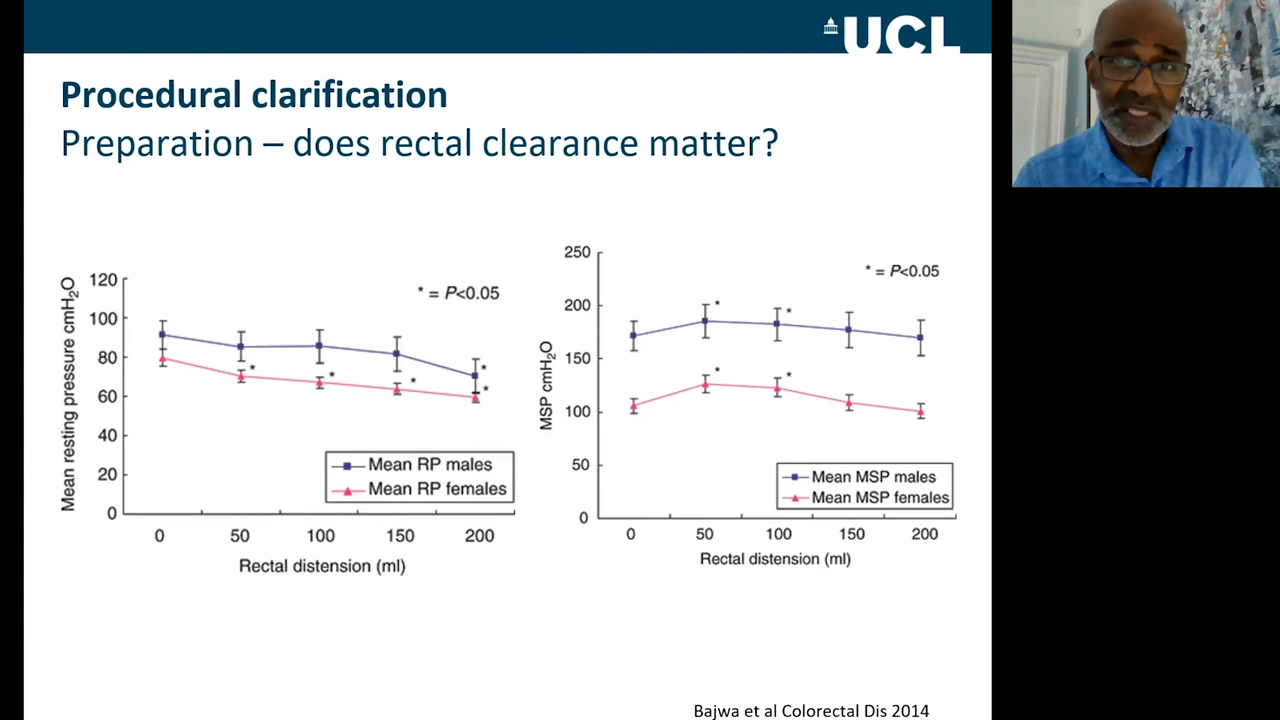 UCL
Procedural clarification
Preparation – does rectal clearance matter?
Mean resting pressure cmH₂O
120
100
80
60
40
20
0
* = P<0.05
*
*
*
*
*
Mean RP males
Mean RP females
0 50 100 150 200
Rectal distension (ml)
MSP cmH₂O
250
200
150
100
50
0
* = P<0.05
*
*
*
*
Mean MSP males
Mean MSP females
0 50 100 150 200
Rectal distension (ml)
Bajwa et al Colorectal Dis 2014